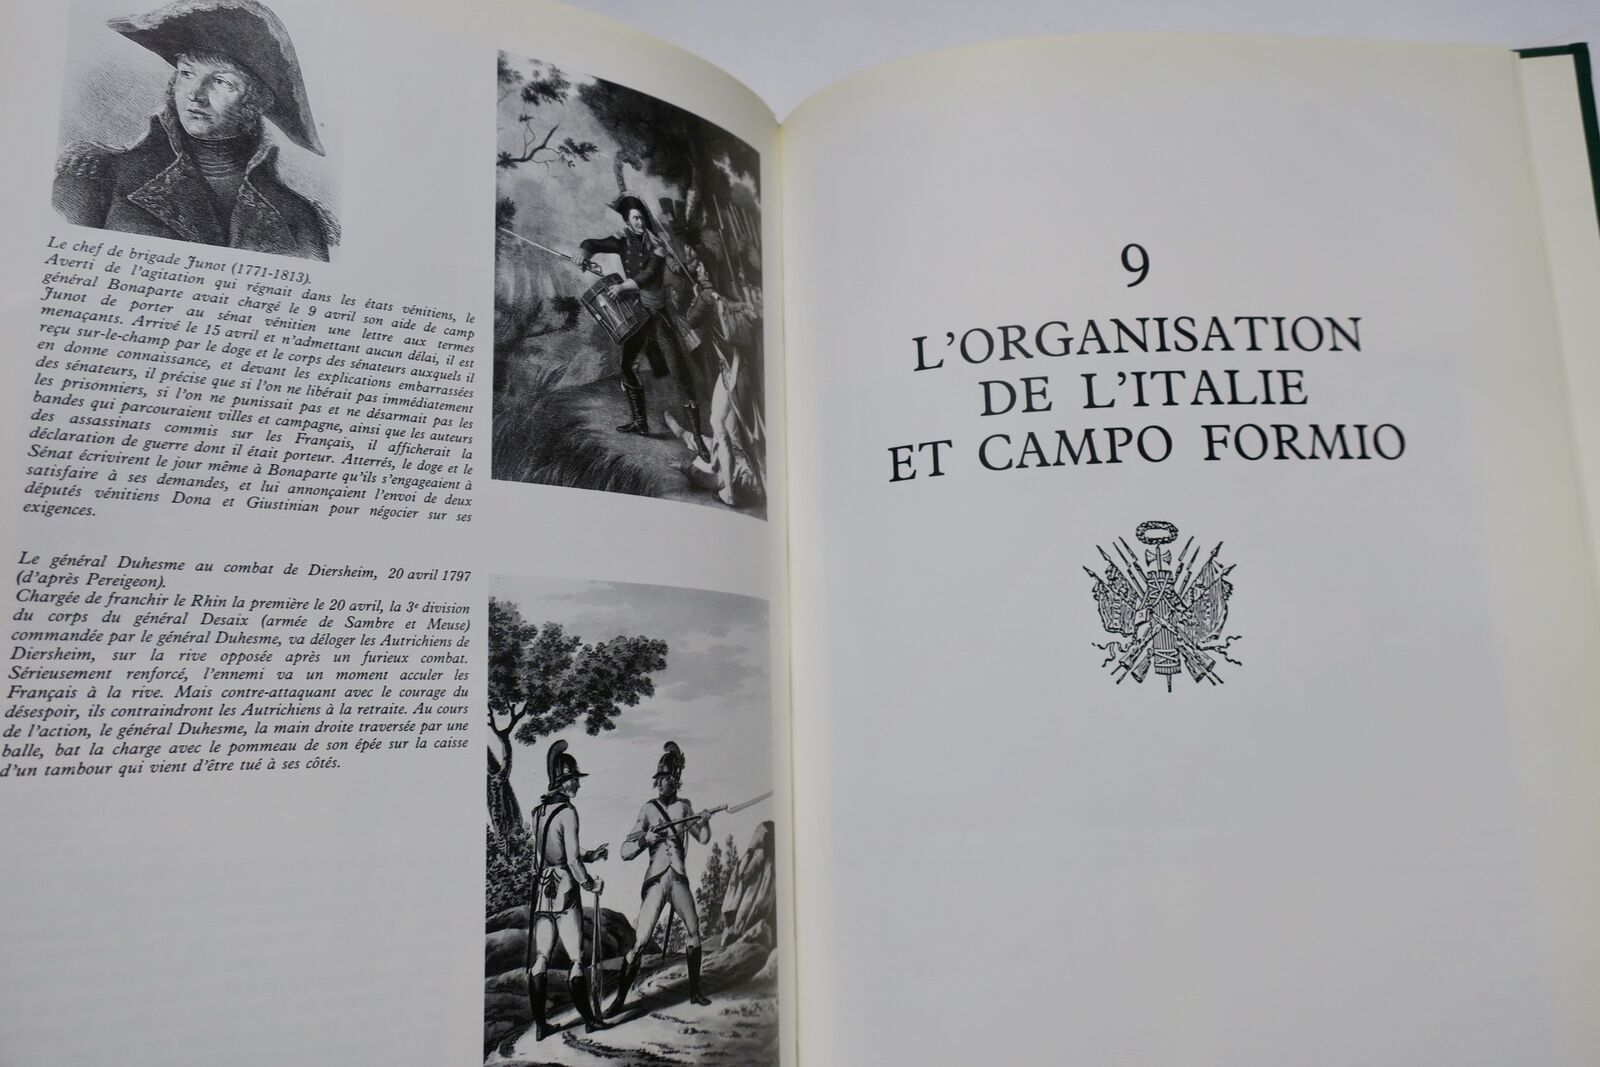 Le chef de brigade Junot (1771-1813).
Averti de l'agitation qui régnait dans les états vénitiens, le
général Bonaparte avait chargé le 9 avril son aide de camp
Junot de porter au sénat vénitien une lettre aux termes
menaçants. Arrivé le 15 avril et n'admettant aucun délai, il est
reçu sur-le-champ par le doge et le corps des sénateurs auxquels il
en donne connaissance, et devant les explications embarrassées
des sénateurs, il précise que si l'on ne libérait pas immédiatement
les prisonniers, si l'on ne punissait pas et ne désarmait pas les
bandes qui parcouraient villes et campagne, ainsi que les auteurs
des assassinats commis sur les Français, il afficherait la
déclaration de guerre dont il était porteur. Atterrés, le doge et le
Sénat écrivirent le jour même à Bonaparte qu'ils s'engageaient à
satisfaire à ses demandes, et lui annonçaient l'envoi de deux
députés vénitiens Dona et Giustinian pour négocier sur ses
exigences.
Le général Duhesme au combat de Diersheim, 20 avril 1797
(d'après Pereigeon).
Chargée de franchir le Rhin la première le 20 avril, la 3e division
du corps du général Desaix (armée de Sambre et Meuse)
commandée par le général Duhesme, va déloger les Autrichiens de
Diersheim, sur la rive opposée après un furieux combat.
Sérieusement renforcé, l'ennemi va un moment acculer les
Français à la rive. Mais contre-attaquant avec le courage du
désespoir, ils contraindront les Autrichiens à la retraite. Au cours
de l'action, le général Duhesme, la main droite traversée par une
balle, bat la charge avec le pommeau de son épée sur la caisse
d'un tambour qui vient d'être tué à ses côtés.
9
L'ORGANISATION
DE L'ITALIE
ET CAMPO FORMIO